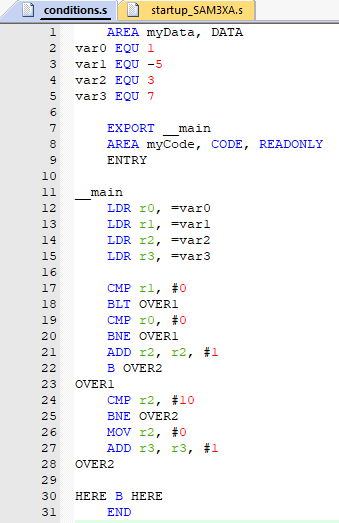 conditions.s startup_SAM3XA.s
1 AREA myData, DATA
2 var0 EQU 1
3 var1 EQU -5
4 var2 EQU 3
5 var3 EQU 7
6
7 EXPORT __main
8 AREA myCode, CODE, READONLY
9 ENTRY
10
11 __main
12 LDR r0, =var0
13 LDR r1, =var1
14 LDR r2, =var2
15 LDR r3, =var3
16
17 CMP r1, #0
18 BLT OVER1
19 CMP r0, #0
20 BNE OVER1
21 ADD r2, r2, #1
22 B OVER2
23 OVER1
24 CMP r2, #10
25 BNE OVER2
26 MOV r2, #0
27 ADD r3, r3, #1
28 OVER2
29
30 HERE B HERE
31 END